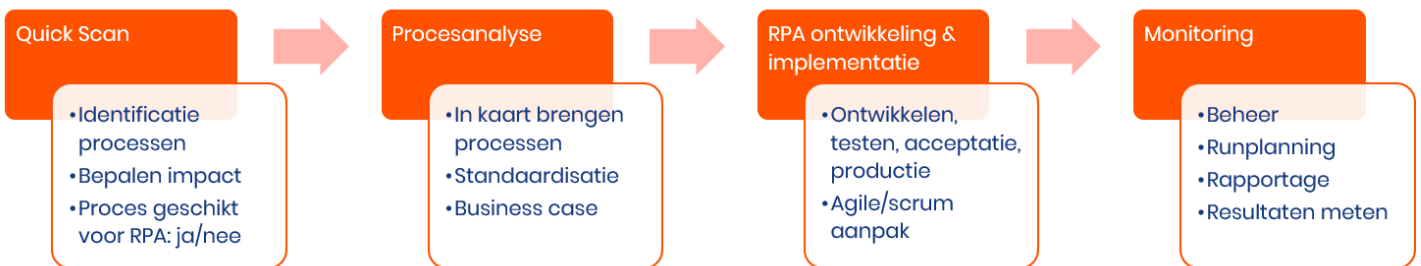 Quick Scan
•Identificatie
processen
•Bepalen impact
•Proces geschikt
voor RPA: ja/nee
Procesanalyse
•In kaart brengen
processen
•Standaardisatie
•Business case
RPA ontwikkeling &
implementatie
•Ontwikkelen,
testen, acceptatie,
productie
•Agile/scrum
aanpak
Monitoring
•Beheer
•Runplanning
•Rapportage
•Resultaten meten